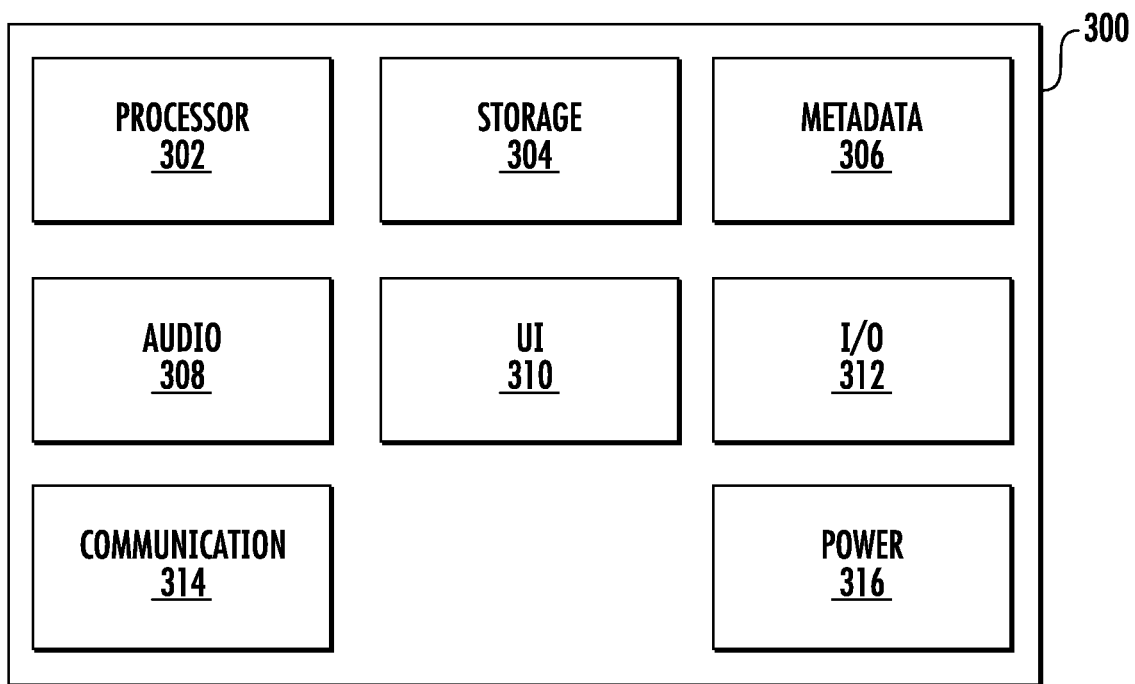 300
PROCESSOR
302
STORAGE
304
METADATA
306
AUDIO
308
UI
310
I/O
312
COMMUNICATION
314
POWER
316